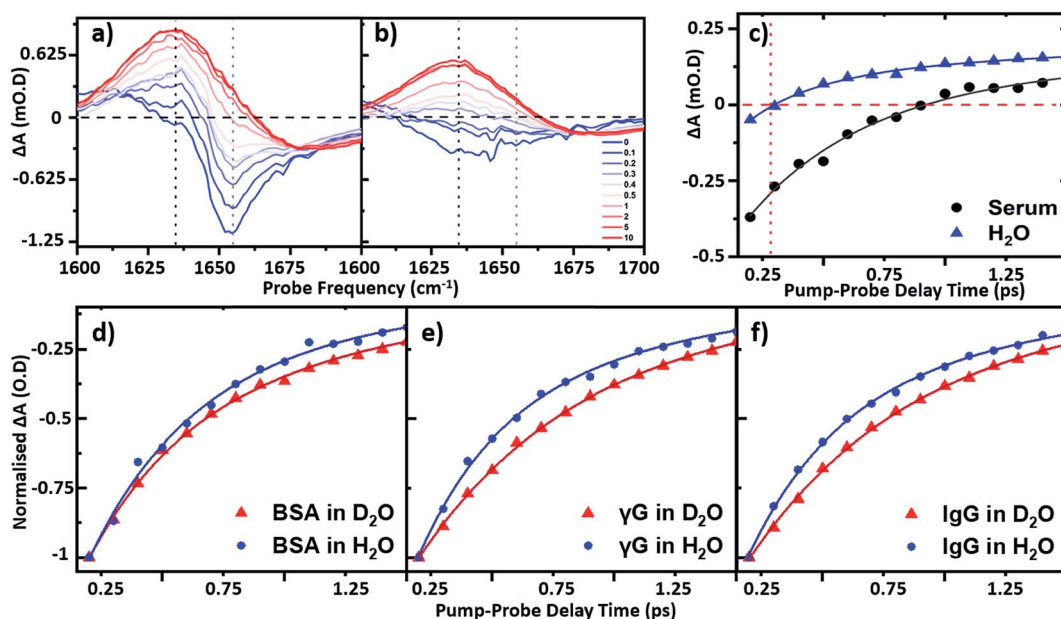 a)
b)
c)
ΔA (mO.D)
0.625
0
-0.625
-1.25
1600
1625
1650
1675
1600
1625
1650
1675
1700
Probe Frequency (cm⁻¹)
0
0.1
0.2
0.3
0.4
0.5
1
2
5
10
ΔA (mO.D)
0.25
0
-0.25
-0.5
0.25
0.75
1.25
Pump-Probe Delay Time (ps)
Serum
H₂O
d)
e)
f)
Normalised ΔA (O.D)
-0.25
-0.5
-0.75
-1
BSA in D₂O
BSA in H₂O
γG in D₂O
γG in H₂O
IgG in D₂O
IgG in H₂O
0.25
0.75
1.25
0.25
0.75
1.25
0.25
0.75
1.25
Pump-Probe Delay Time (ps)